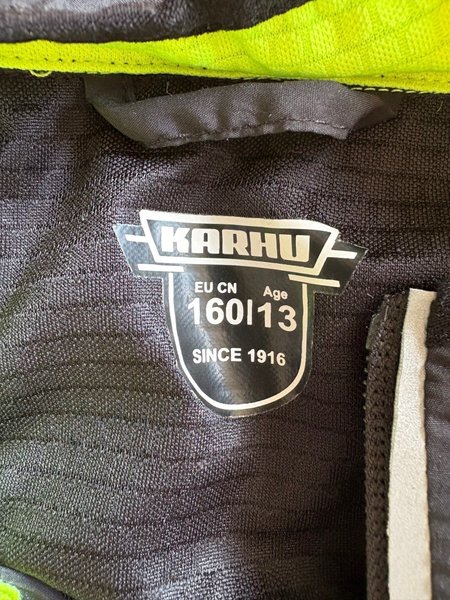 KARHU
EU CN Age
160/13
SINCE 1916